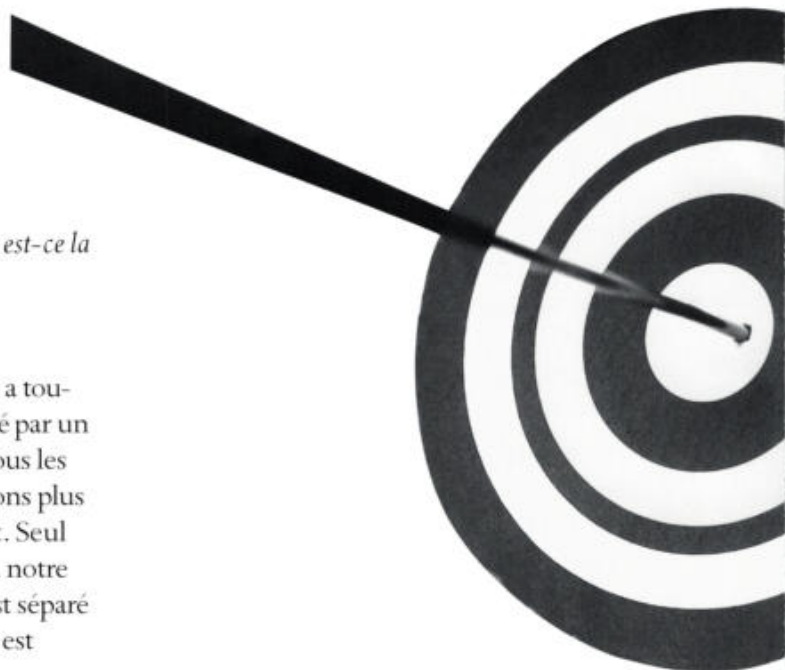 est-ce la
a tou-
é par un
ous les
ons plus
. Seul
notre
st séparé
est